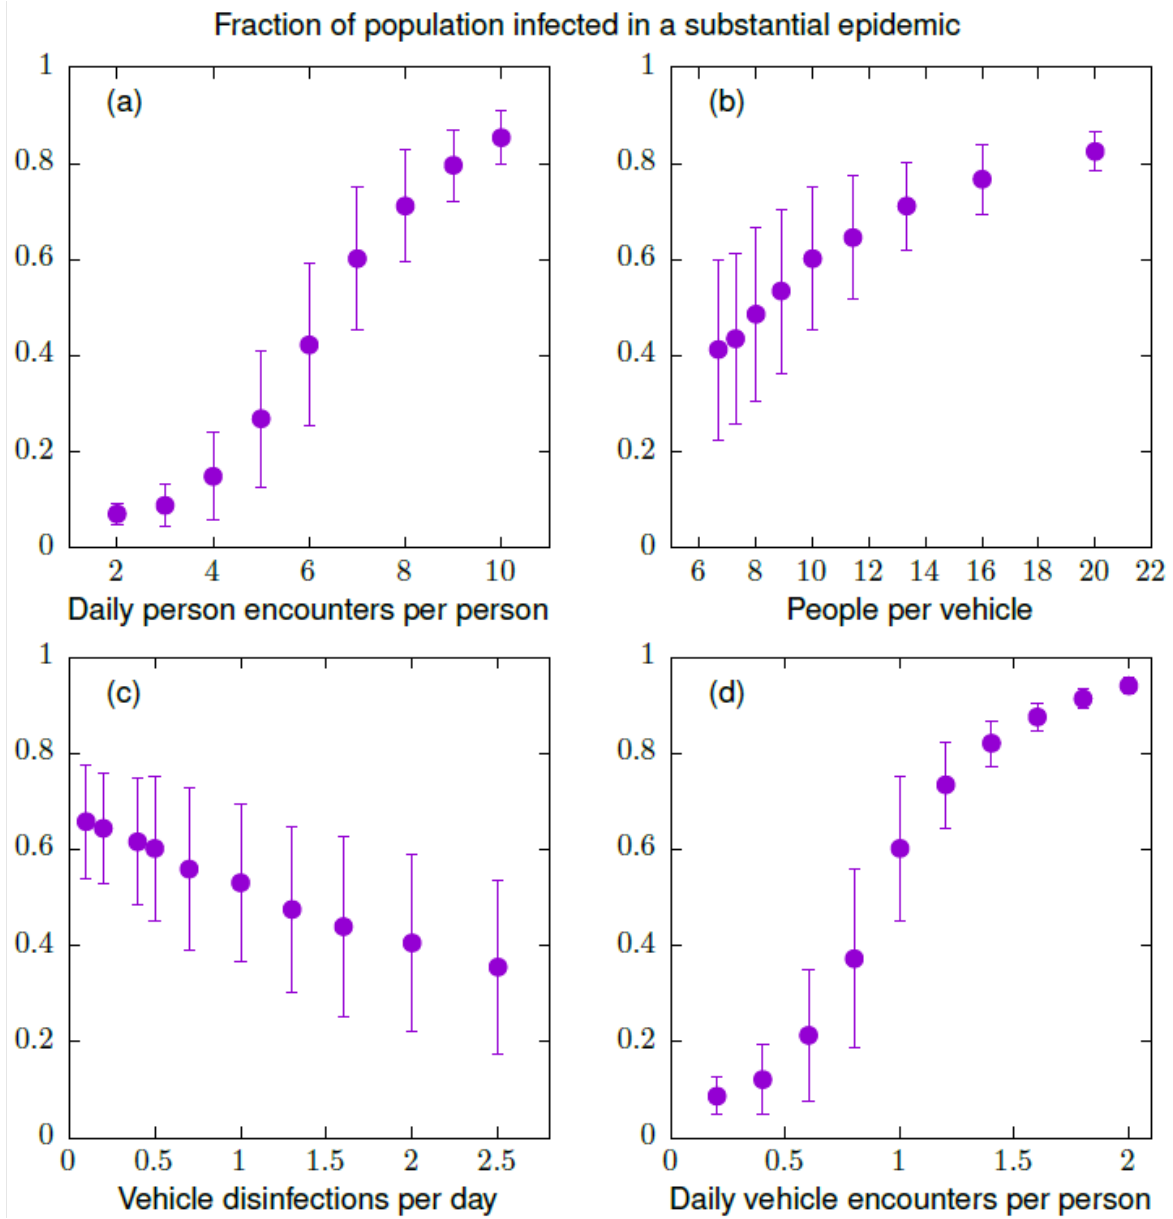 Fraction of population infected in a substantial epidemic
(a)
1
0.8
0.6
0.4
0.2
0
2 4 6 8 10
Daily person encounters per person
(b)
1
0.8
0.6
0.4
0.2
0
6 8 10 12 14 16 18 20 22
People per vehicle
(c)
1
0.8
0.6
0.4
0.2
0
0 0.5 1 1.5 2 2.5
Vehicle disinfections per day
(d)
1
0.8
0.6
0.4
0.2
0
0 0.5 1 1.5 2
Daily vehicle encounters per person